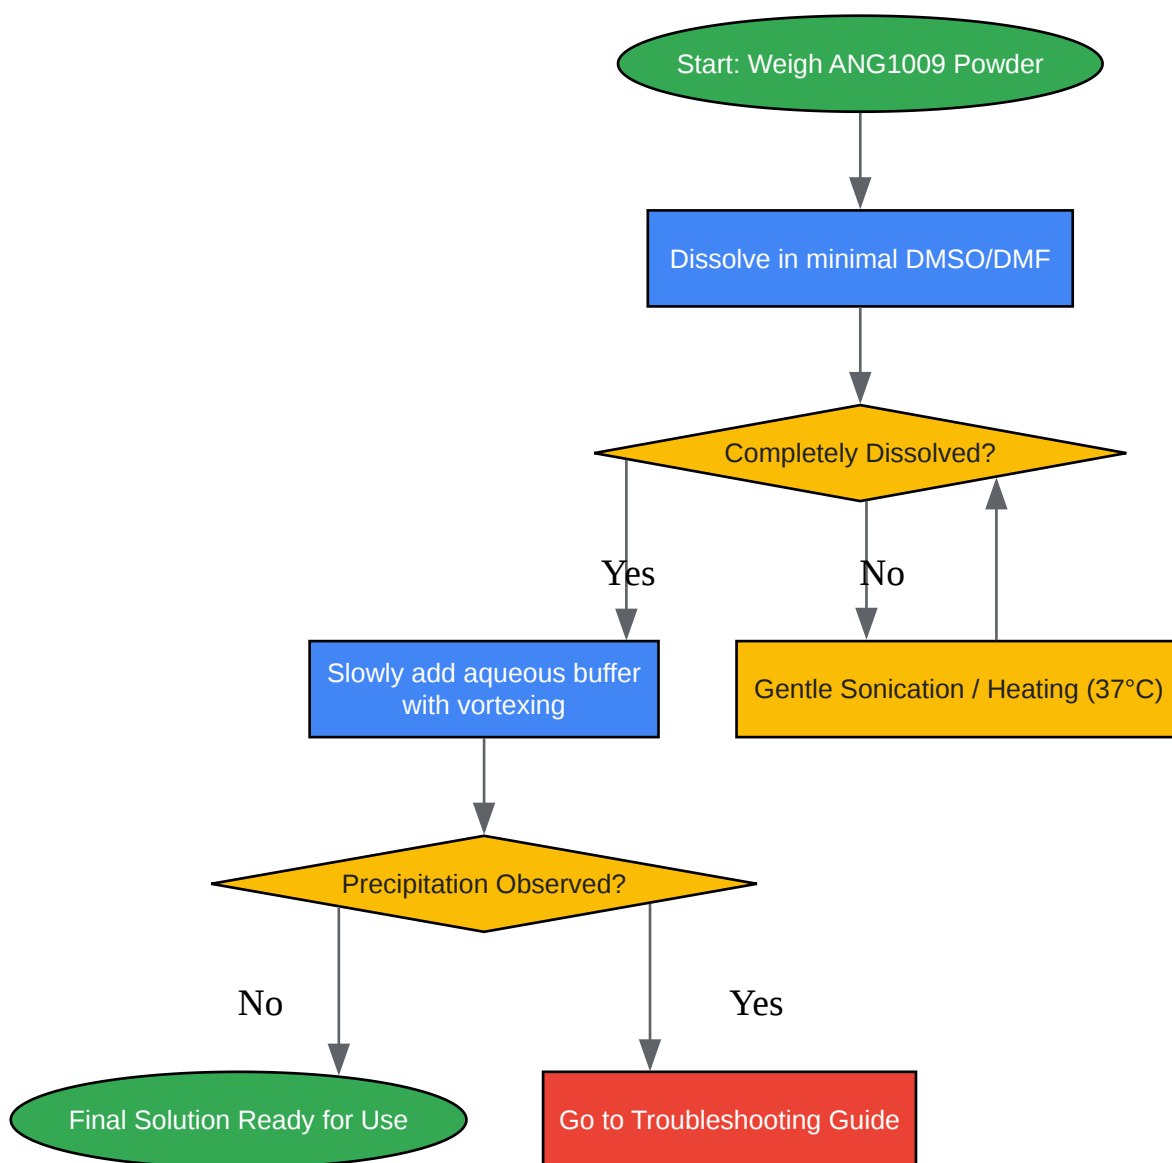 Start: Weigh ANG1009 Powder
Dissolve in minimal DMSO/DMF
Completely Dissolved?
Yes
No
Slowly add aqueous buffer
with vortexing
Gentle Sonication / Heating (37°C)
Precipitation Observed?
No
Yes
Final Solution Ready for Use
Go to Troubleshooting Guide